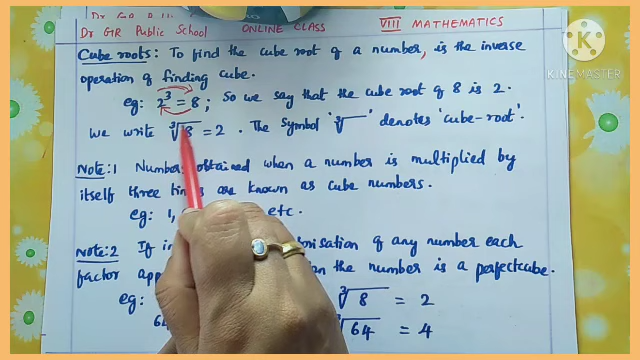 Dr GTR Public School ONLINE CLASS VIII MATHEMATICS
KINEMASTER
Cube roots: To find the cube root of a number, is the inverse
operation of finding cube.
eg: 2³ = 8; So we say that the cube root of 8 is 2.
We write ∛8 = 2. The symbol '∛' denotes 'cube-root'.
Note:1 Numbers obtained when a number is multiplied by
itself three times are known as cube numbers.
eg: 1, etc.
Note:2 If in of any number each
factor the number is a perfect cube.
eg: ∛8 = 2
∛64 = 4